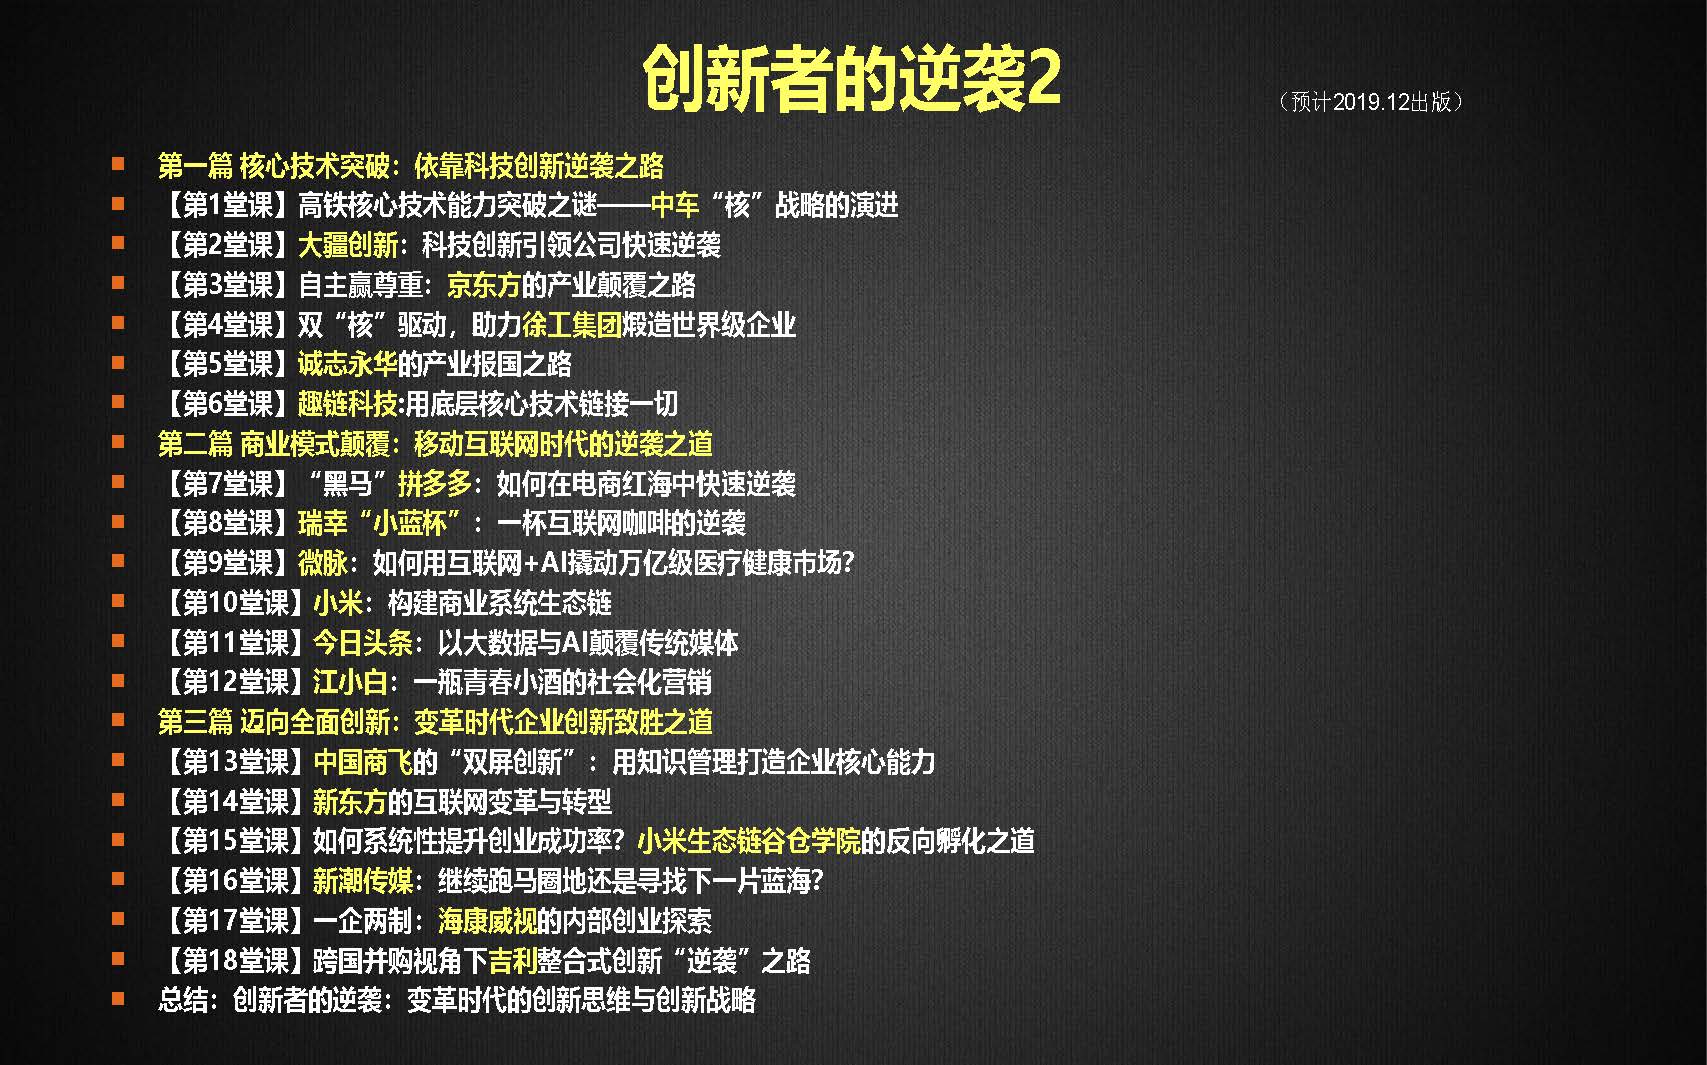 创新者的逆袭2
（预计2019.12出版）
第一篇 核心技术突破：依靠科技创新逆袭之路
【第1堂课】高铁核心技术能力突破之谜——中车“核”战略的演进
【第2堂课】大疆创新：科技创新引领公司快速逆袭
【第3堂课】自主赢尊重：京东方的产业颠覆之路
【第4堂课】双“核”驱动，助力徐工集团煅造世界级企业
【第5堂课】诚志永华的产业报国之路
【第6堂课】趣链科技:用底层核心技术链接一切
第二篇 商业模式颠覆：移动互联网时代的逆袭之道
【第7堂课】“黑马”拼多多：如何在电商红海中快速逆袭
【第8堂课】瑞幸“小蓝杯”：一杯互联网咖啡的逆袭
【第9堂课】微脉：如何用互联网+AI撬动万亿级医疗健康市场?
【第10堂课】小米：构建商业系统生态链
【第11堂课】今日头条：以大数据与AI颠覆传统媒体
【第12堂课】江小白：一瓶青春小酒的社会化营销
第三篇 迈向全面创新：变革时代企业创新致胜之道
【第13堂课】中国商飞的“双屏创新”：用知识管理打造企业核心能力
【第14堂课】新东方的互联网变革与转型
【第15堂课】如何系统性提升创业成功率？小米生态链谷仓学院的反向孵化之道
【第16堂课】新潮传媒：继续跑马圈地还是寻找下一片蓝海?
【第17堂课】一企两制：海康威视的内部创业探索
【第18堂课】跨国并购视角下吉利整合式创新“逆袭”之路
总结：创新者的逆袭：变革时代的创新思维与创新战略